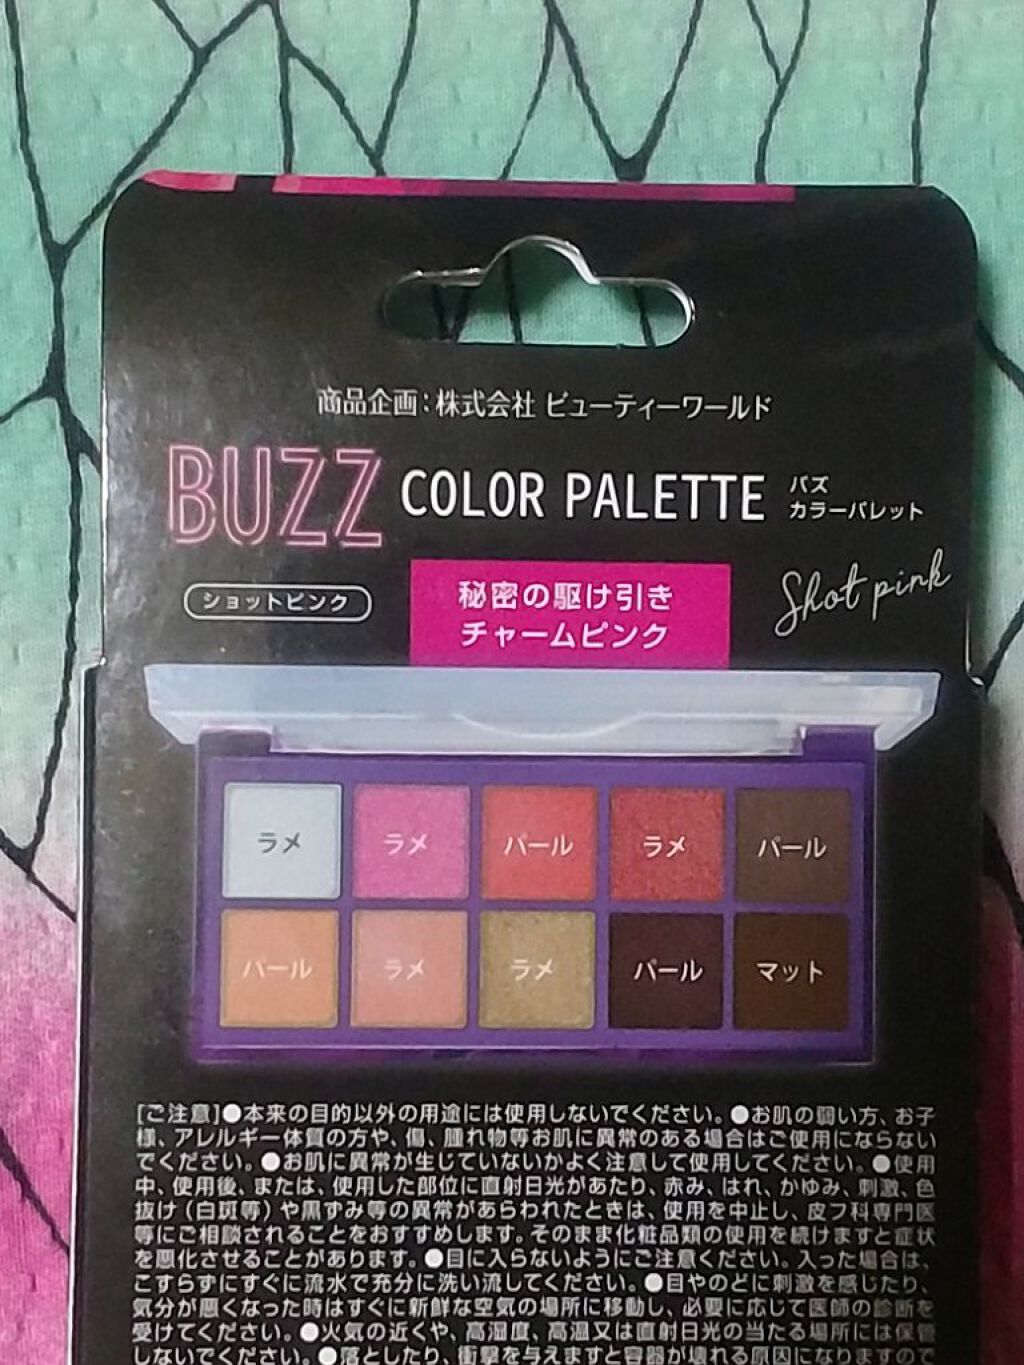 商品企画：株式会社 ビューティーワールド
BUZZ COLOR PALETTE バズ カラーパレット
ショットピンク
秘密の駆け引き
チャームピンク
Shot pink
ラメ ラメ パール ラメ パール
パール ラメ ラメ パール マット
[ご注意]●本来の目的以外の用途には使用しないでください。●お肌の弱い方、お子
様、アレルギー体質の方や、傷、腫れ物等お肌に異常のある場合はご使用にならない
でください。●お肌に異常が生じていないかよく注意して使用してください。●使用
中、使用後、または、使用した部位に直射日光があたり、赤み、はれ、かゆみ、刺激、色
抜け（白斑等）や黒ずみ等の異常があらわれたときは、使用を中止し、皮フ科専門医
等にご相談されることをおすすめします。そのまま化粧品類の使用を続けますと症状
を悪化させることがあります。●目に入らないようにご注意ください。入った場合は、
こすらずにすぐに流水で充分に洗い流してください。●目やのどに刺激を感じたり、
気分が悪くなった時はすぐに新鮮な空気の場所に移動し、必要に応じて医師の診断を
受けてください。●火気の近くや、高湿度、高温又は直射日光の当たる場所には保管
しないでください。●落としたり、衝撃を与えますと容器が壊れる原因になりますので